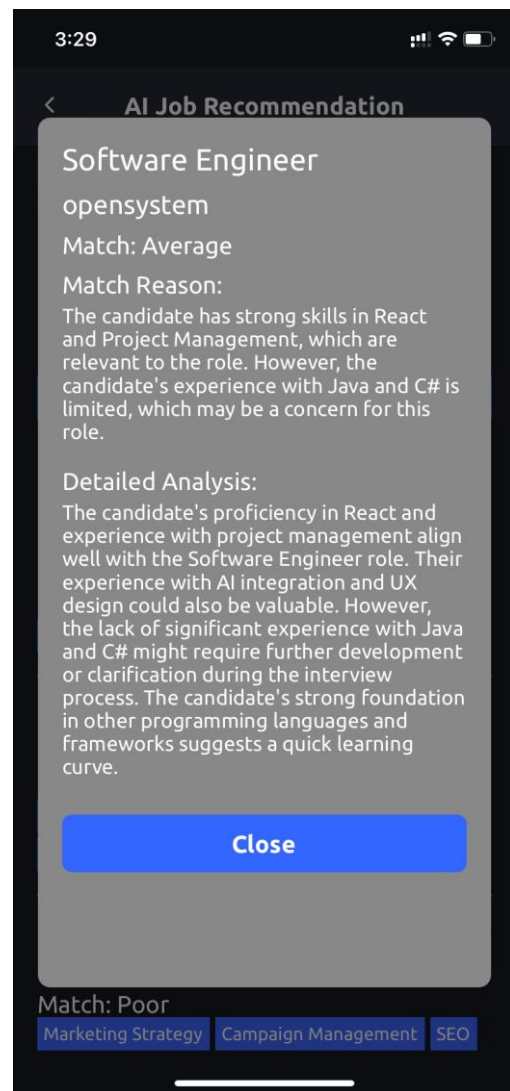 3:29
AI Job Recommendation
Software Engineer
opensystem
Match: Average
Match Reason:
The candidate has strong skills in React
and Project Management, which are
relevant to the role. However, the
candidate's experience with Java and C# is
limited, which may be a concern for this
role.
Detailed Analysis:
The candidate's proficiency in React and
experience with project management align
well with the Software Engineer role. Their
experience with AI integration and UX
design could also be valuable. However,
the lack of significant experience with Java
and C# might require further development
or clarification during the interview
process. The candidate's strong foundation
in other programming languages and
frameworks suggests a quick learning
curve.
Close
Match: Poor
Marketing Strategy Campaign Management SEO